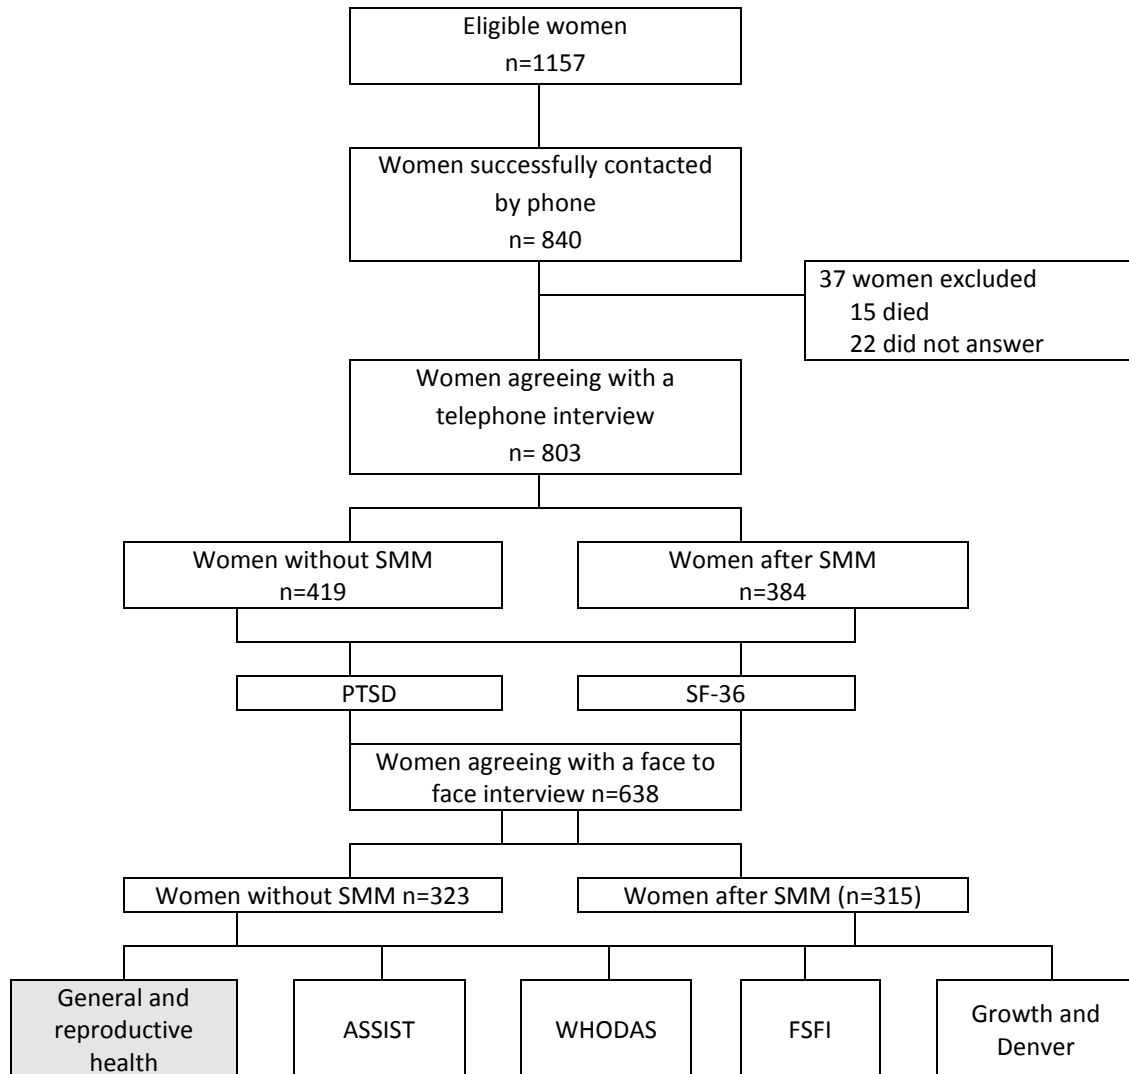 Eligible women
n=1157
Women successfully contacted
by phone
n= 840
37 women excluded
15 died
22 did not answer
Women agreeing with a
telephone interview
n= 803
Women without SMM
n=419
Women after SMM
n=384
PTSD
SF-36
Women agreeing with a face to
face interview n=638
Women without SMM n=323
Women after SMM (n=315)
General and
reproductive
health
ASSIST
WHODAS
FSFI
Growth and
Denver